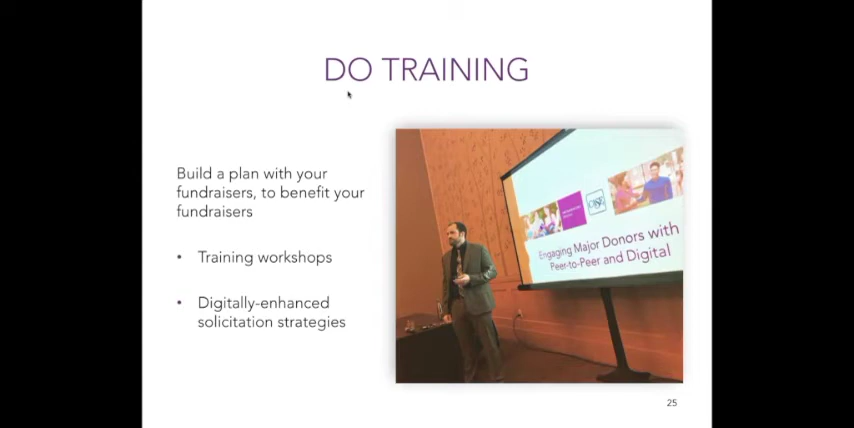 DO TRAINING
Build a plan with your
fundraisers, to benefit your
fundraisers
• Training workshops
• Digitally-enhanced
solicitation strategies
CASE
Engaging Major Donors with
Peer-to-Peer and Digital
25